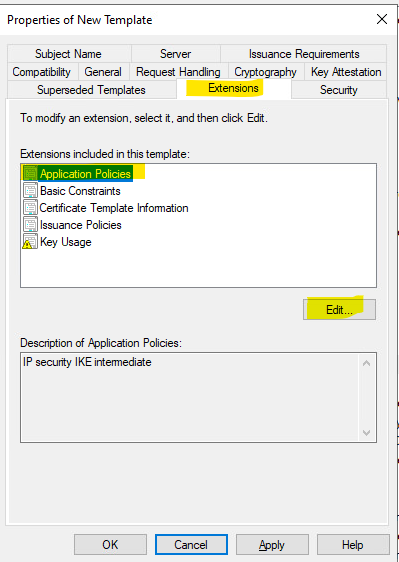 Properties of New Template
Subject Name Server Issuance Requirements
Compatibility General Request Handling Cryptography Key Attestation
Superseded Templates Extensions Security
To modify an extension, select it, and then click Edit.
Extensions included in this template:
Application Policies
Basic Constraints
Certificate Template Information
Issuance Policies
Key Usage
Edit...
Description of Application Policies:
IP security IKE intermediate
OK Cancel Apply Help